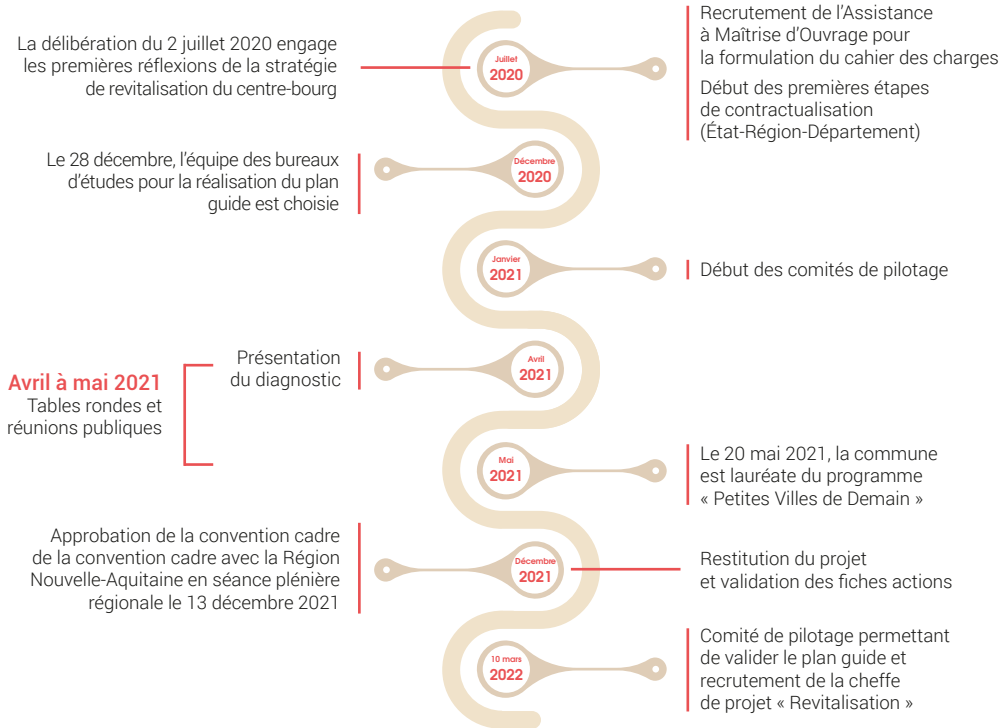 La délibération du 2 juillet 2020 engage
les premières réflexions de la stratégie
de revitalisation du centre-bourg
Juillet
2020
Recrutement de l'Assistance
à Maîtrise d'Ouvrage pour
la formulation du cahier des charges
Début des premières étapes
de contractualisation
(État-Région-Département)
Le 28 décembre, l'équipe des bureaux
d'études pour la réalisation du plan
guide est choisie
Décembre
2020
Janvier
2021
Début des comités de pilotage
Avril à mai 2021
Tables rondes et
réunions publiques
Présentation
du diagnostic
Avril
2021
Mai
2021
Le 20 mai 2021, la commune
est lauréate du programme
« Petites Villes de Demain »
Approbation de la convention cadre
de la convention cadre avec la Région
Nouvelle-Aquitaine en séance plénière
régionale le 13 décembre 2021
Décembre
2021
Restitution du projet
et validation des fiches actions
10 mars
2022
Comité de pilotage permettant
de valider le plan guide et
recrutement de la cheffe
de projet « Revitalisation »